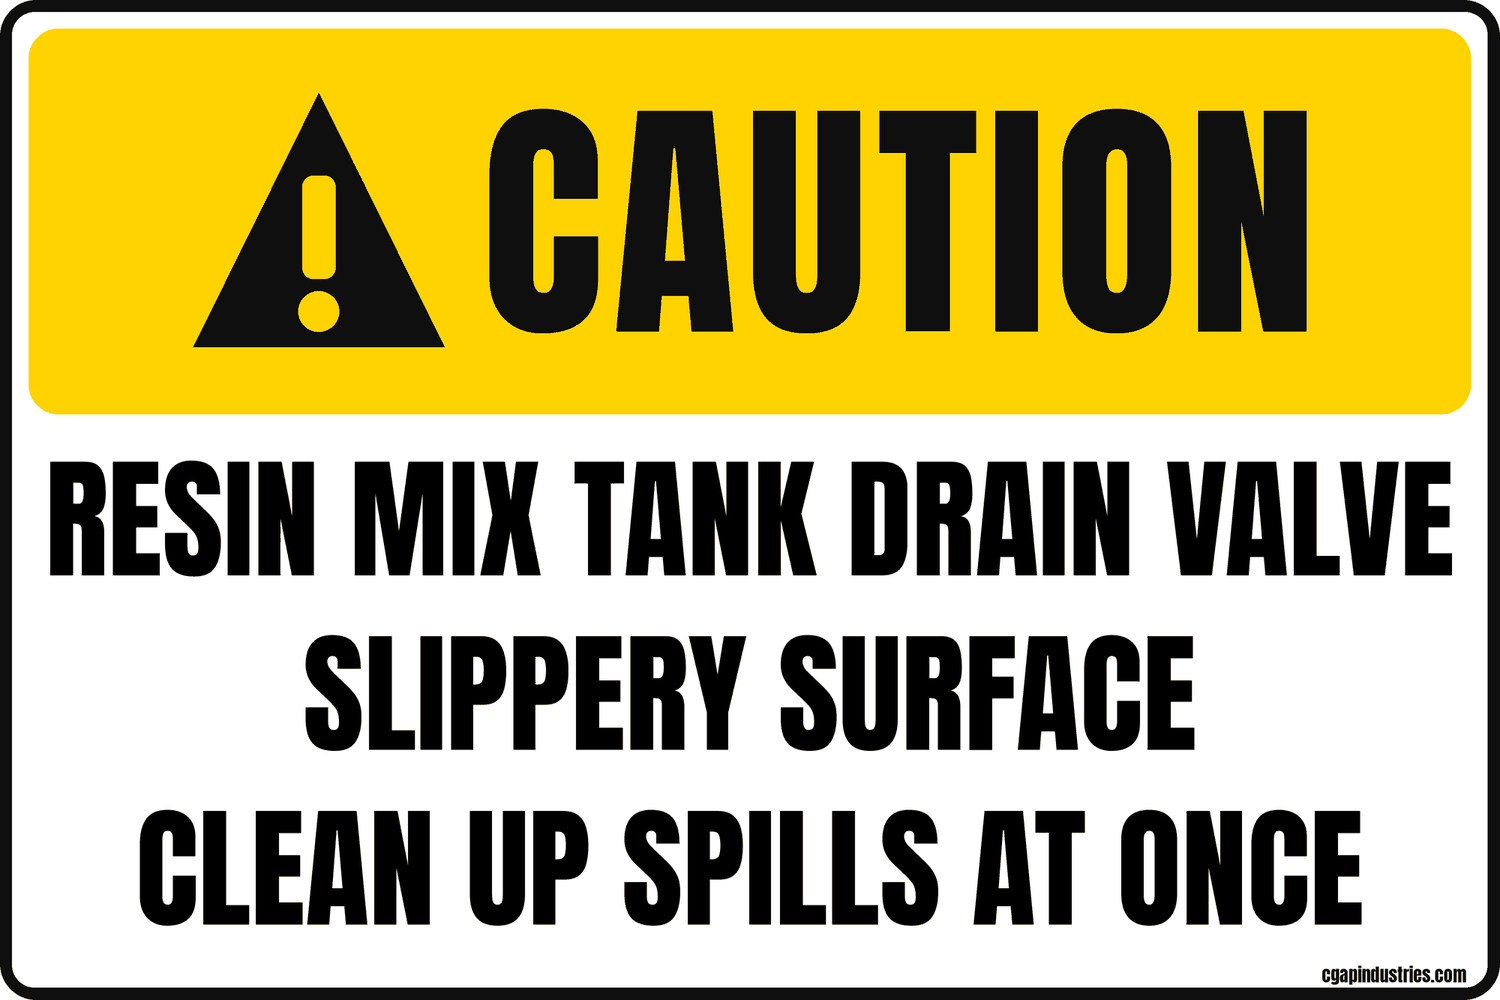 CAUTION
RESIN MIX TANK DRAIN VALVE
SLIPPERY SURFACE
CLEAN UP SPILLS AT ONCE
cgapindustries.com